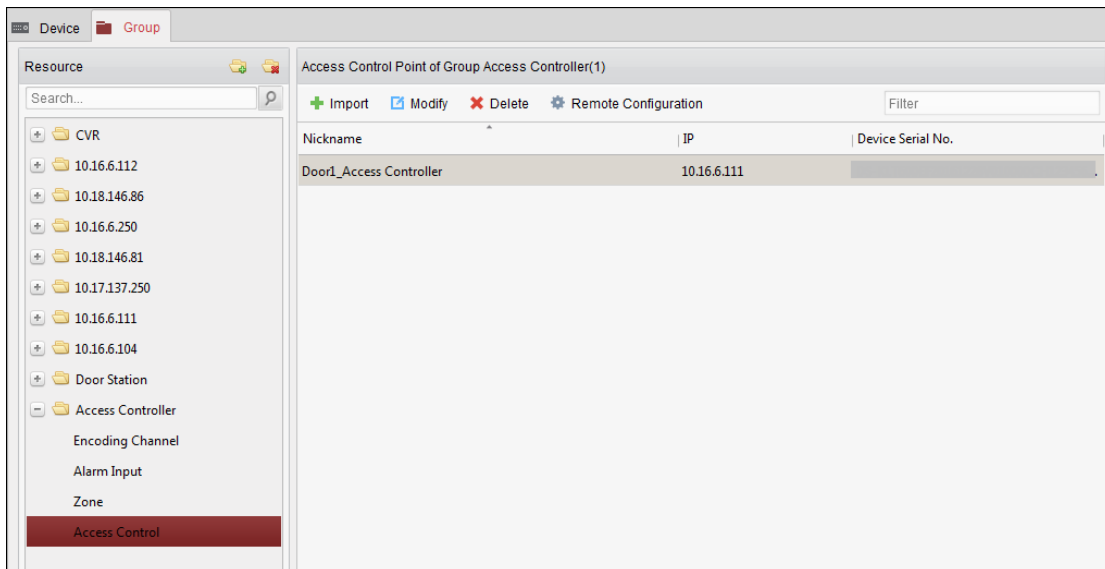 Device Group
Resource
Search...
CVR
10.16.6.112
10.18.146.86
10.16.6.250
10.18.146.81
10.17.137.250
10.16.6.111
10.16.6.104
Door Station
Access Controller
Encoding Channel
Alarm Input
Zone
Access Control
Access Control Point of Group Access Controller(1)
Import Modify Delete Remote Configuration Filter
Nickname IP Device Serial No.
Door1_Access Controller 10.16.6.111 .